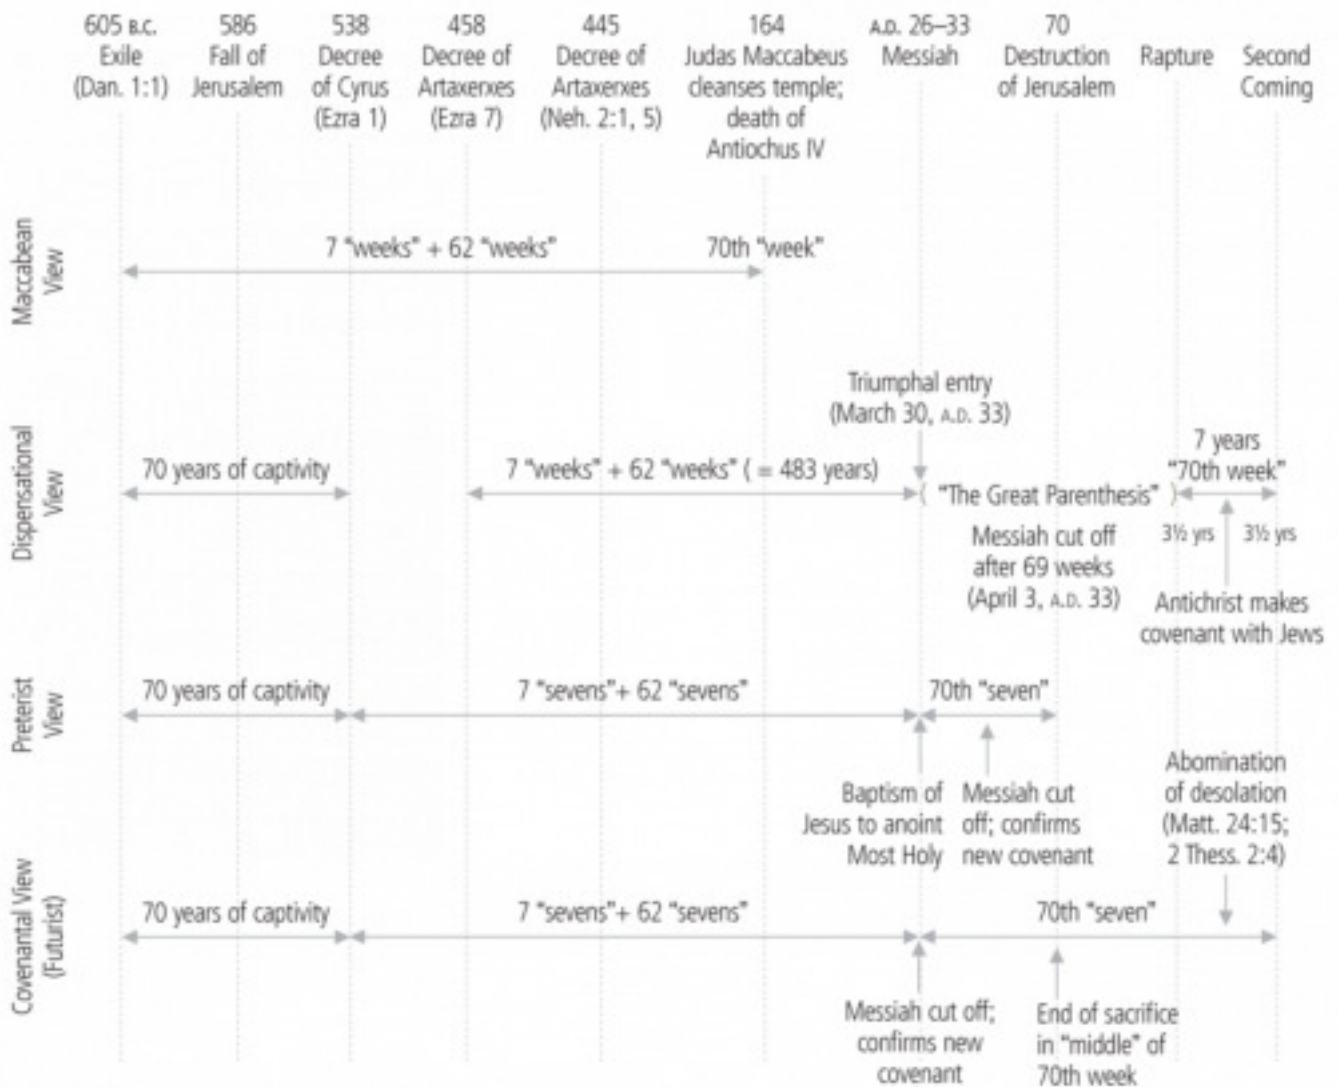 605 B.C.
Exile
(Dan. 1:1)
586
Fall of
Jerusalem
538
Decree
of Cyrus
(Ezra 1)
458
Decree of
Artaxerxes
(Ezra 7)
445
Decree of
Artaxerxes
(Neh. 2:1, 5)
164
Judas Maccabeus
cleanses temple;
death of
Antiochus IV
A.D. 26–33
Messiah
70
Destruction
of Jerusalem
Rapture
Second
Coming
Maccabean
View
7 “weeks” + 62 “weeks”
70th “week”
Dispensational
View
70 years of captivity
7 “weeks” + 62 “weeks” ( = 483 years)
Triumphal entry
(March 30, A.D. 33)
( “The Great Parenthesis” )
Messiah cut off
after 69 weeks
(April 3, A.D. 33)
7 years
“70th week”
3½ yrs
3½ yrs
Antichrist makes
covenant with Jews
Preterist
View
70 years of captivity
7 “sevens”+ 62 “sevens”
70th “seven”
Baptism of
Jesus to anoint
Most Holy
Messiah cut
off; confirms
new covenant
Covenantal View
(Futurist)
70 years of captivity
7 “sevens”+ 62 “sevens”
70th “seven”
Abomination
of desolation
(Matt. 24:15;
2 Thess. 2:4)
Messiah cut off;
confirms new
covenant
End of sacrifice
in “middle” of
70th week